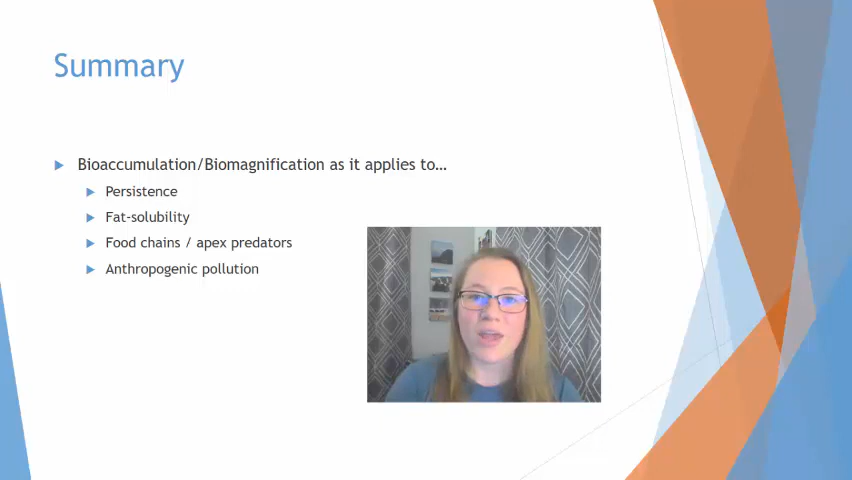 Summary
Bioaccumulation/Biomagnification as it applies to…
Persistence
Fat-solubility
Food chains / apex predators
Anthropogenic pollution